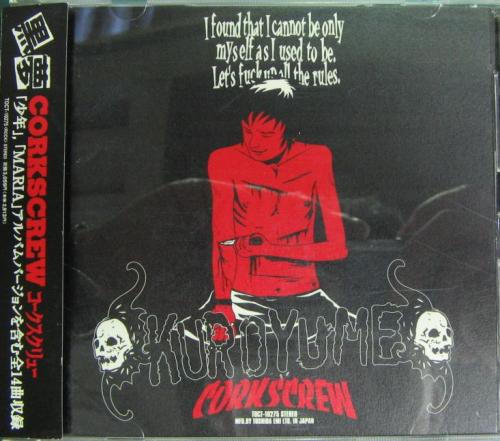 黒夢
CORKSCREW コークスクリュー
「少年」,「MARIA」アルバムバージョンを含む全14曲収録
I found that I cannot be only
myself as I used to be.
Let's fuck up all the rules.
KUROYUME
CORKSCREW
TOCT-10275 STEREO
MFD.BY TOSHIBA EMI LTD. IN JAPAN